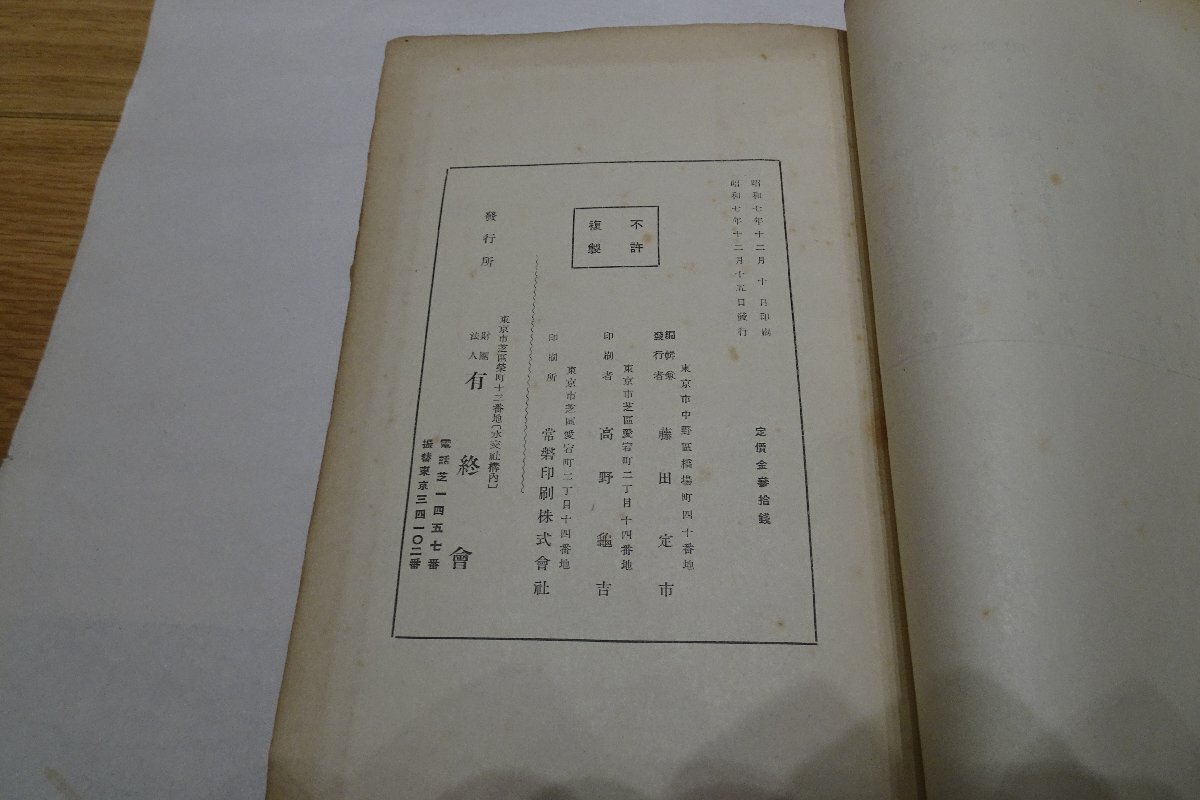 昭和七年十二月十日印刷
昭和七年十二月十五日發行
定價金參拾錢
不許
複製
東京市中野區橋場町四十番地
編輯兼
發行者
藤田定市
東京市芝區愛宕町二丁目十四番地
印刷者
高野龜吉
東京市芝區愛宕町二丁目十四番地
印刷所
常磐印刷株式會社
發行所
東京市芝區榮町十三番地〔水交社構內〕
財團
法人
有終會
電話芝一四五七番
振替東京三四一〇二番